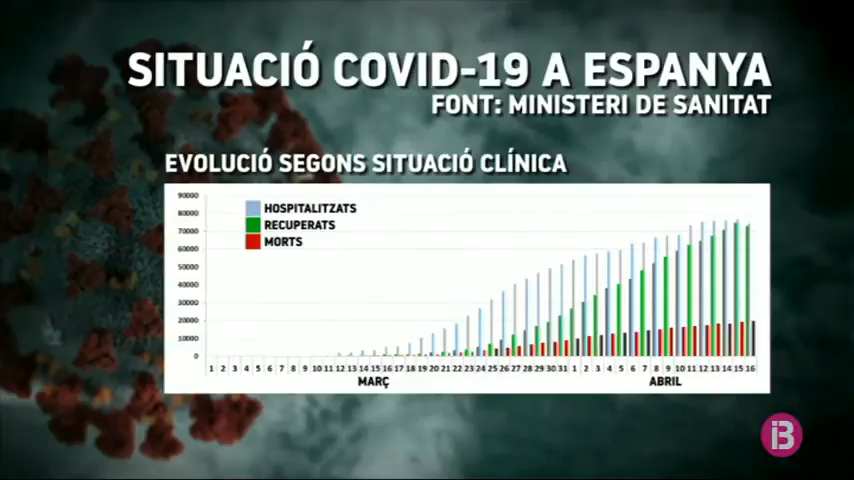 SITUACIÓ COVID-19 A ESPANYA
FONT: MINISTERI DE SANITAT
EVOLUCIÓ SEGONS SITUACIÓ CLÍNICA
90000
80000
70000
60000
50000
40000
30000
20000
10000
0
HOSPITALITZATS
RECUPERATS
MORTS
1 2 3 4 5 6 7 8 9 10 11 12 13 14 15 16 17 18 19 20 21 22 23 24 25 26 27 28 29 30 31 1 2 3 4 5 6 7 8 9 10 11 12 13 14 15 16
MARÇ ABRIL
iB3